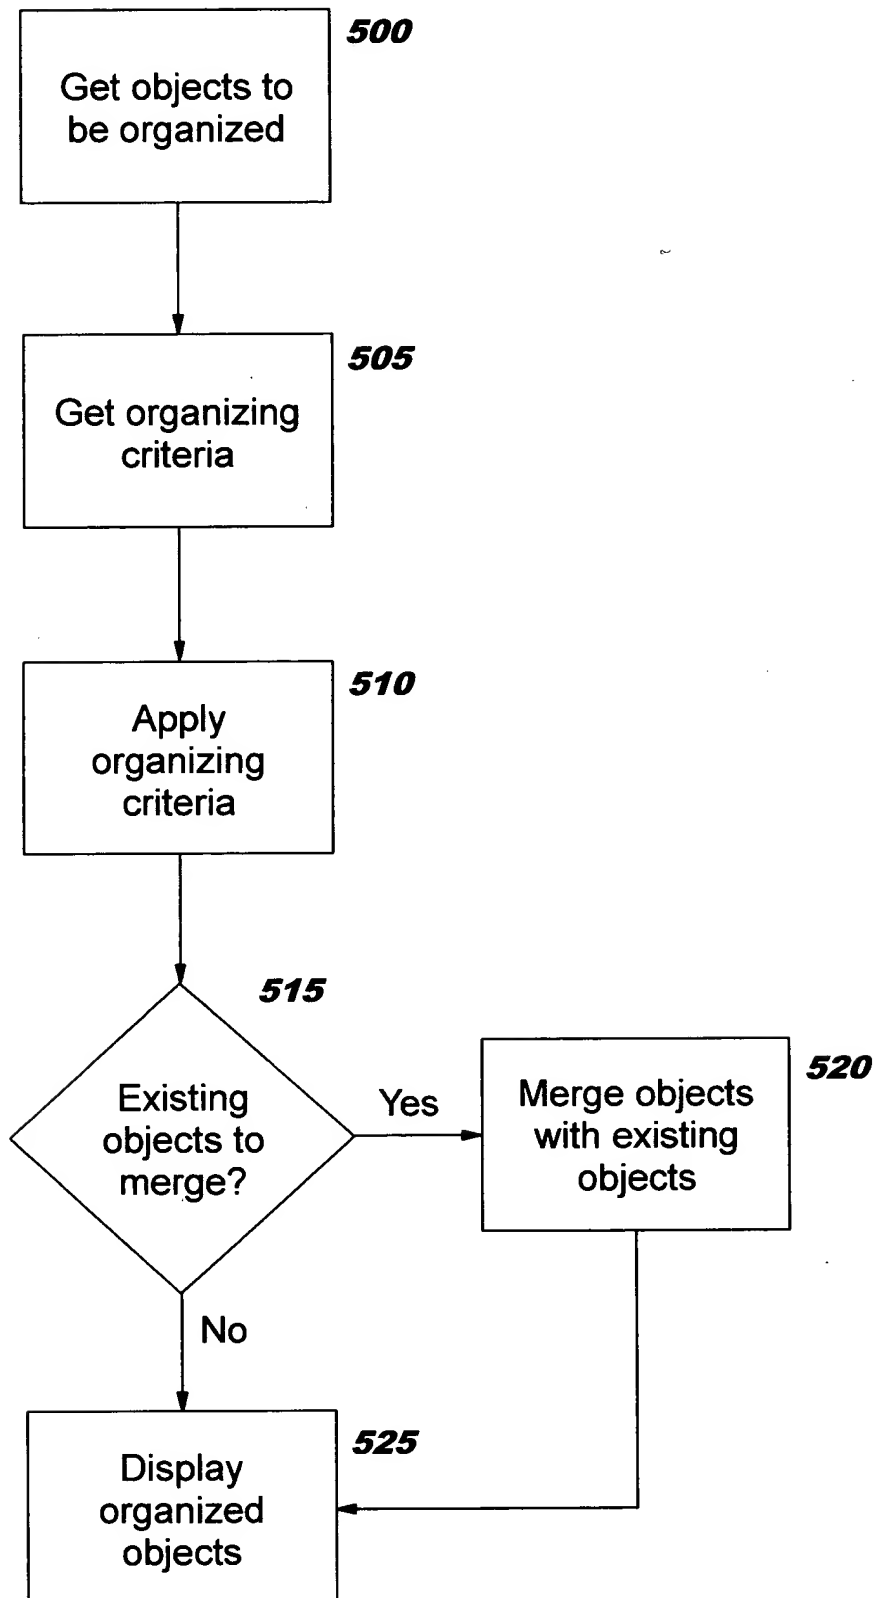 500
Get objects to
be organized
505
Get organizing
criteria
510
Apply
organizing
criteria
515
Existing
objects to
merge?
Yes
520
Merge objects
with existing
objects
No
525
Display
organized
objects